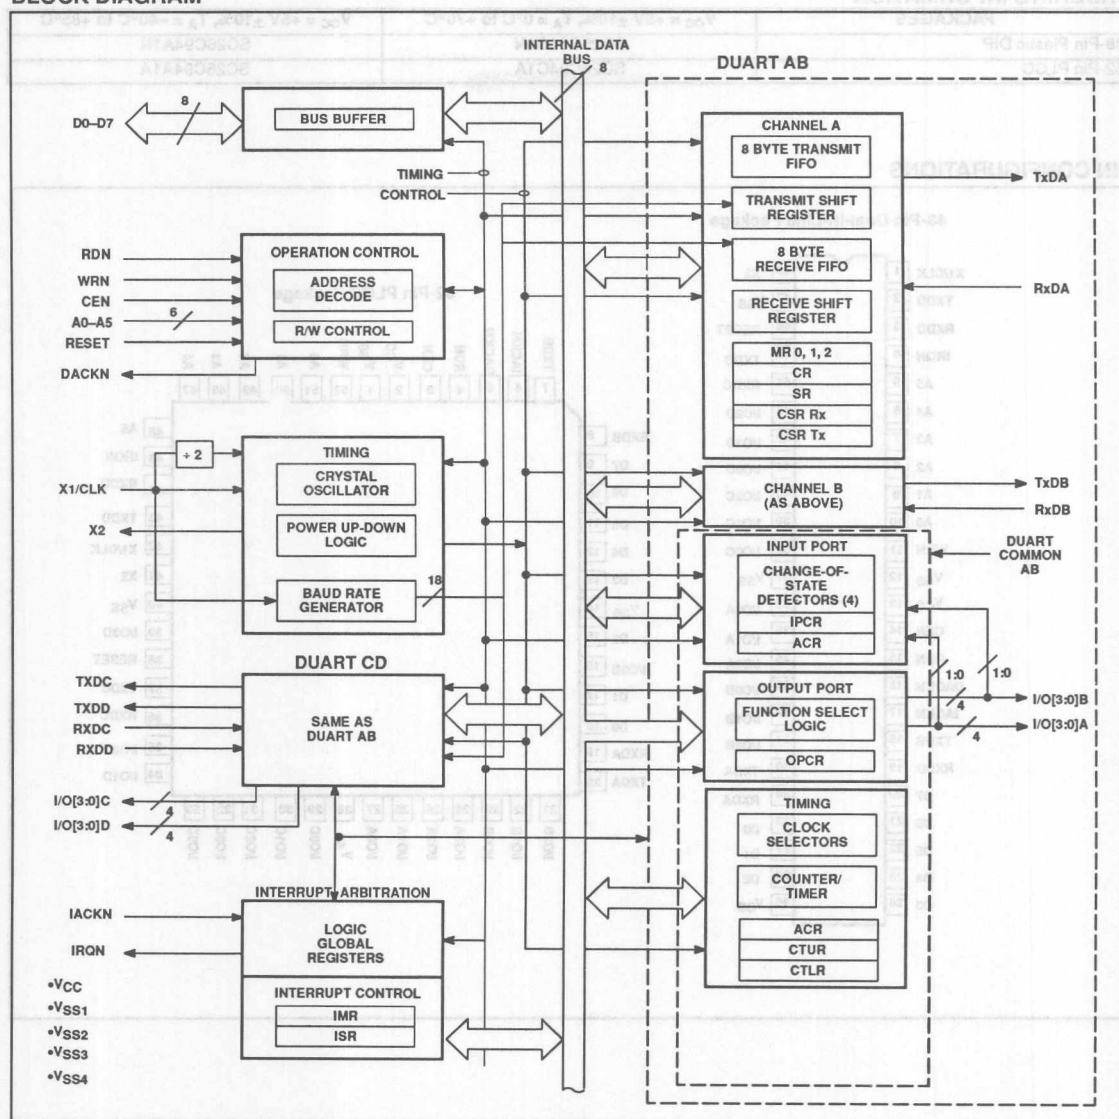 BLOCK DIAGRAM
INTERNAL DATA
BUS
8
DUART AB
D0–D7
8
BUS BUFFER
TIMING
CONTROL
CHANNEL A
8 BYTE TRANSMIT
FIFO
TRANSMIT SHIFT
REGISTER
8 BYTE
RECEIVE FIFO
RECEIVE SHIFT
REGISTER
MR 0, 1, 2
CR
SR
CSR Rx
CSR Tx
TxDA
RxDA
RDN
WRN
CEN
A0–A5
6
RESET
DACKN
OPERATION CONTROL
ADDRESS
DECODE
R/W CONTROL
÷ 2
X1/CLK
X2
TIMING
CRYSTAL
OSCILLATOR
POWER UP-DOWN
LOGIC
BAUD RATE
GENERATOR
18
CHANNEL B
(AS ABOVE)
TxDB
RxDB
DUART
COMMON
AB
INPUT PORT
CHANGE-OF-
STATE
DETECTORS (4)
IPCR
ACR
1:0
1:0
4
I/O[3:0]B
4
I/O[3:0]A
OUTPUT PORT
FUNCTION SELECT
LOGIC
OPCR
DUART CD
SAME AS
DUART AB
TXDC
TXDD
RXDC
RXDD
I/O[3:0]C
4
I/O[3:0]D
4
TIMING
CLOCK
SELECTORS
COUNTER/
TIMER
ACR
CTUR
CTLR
INTERRUPT ARBITRATION
LOGIC
GLOBAL
REGISTERS
IACKN
IRQN
INTERRUPT CONTROL
IMR
ISR
•VCC
•VSS1
•VSS2
•VSS3
•VSS4